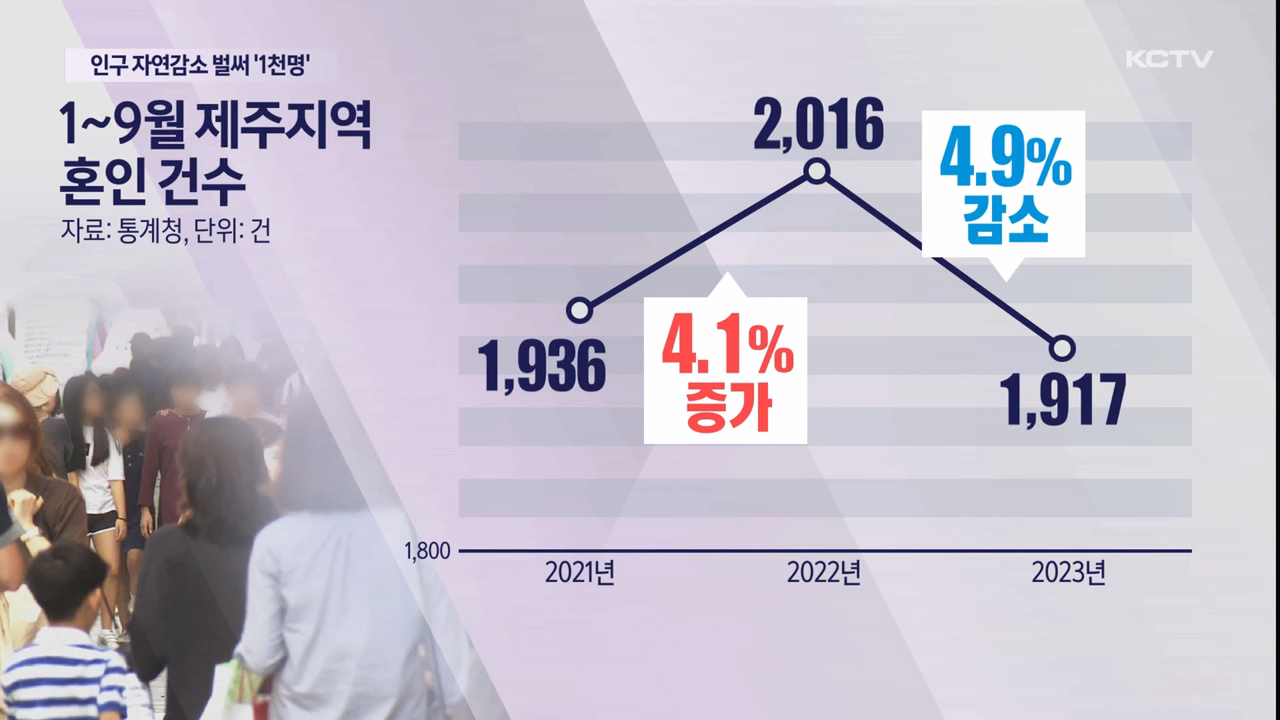 인구 자연감소 벌써 '1천명'
KCTV
1~9월 제주지역
혼인 건수
자료: 통계청, 단위: 건
2,016
4.9%
감소
1,936
4.1%
증가
1,917
1,800
2021년
2022년
2023년